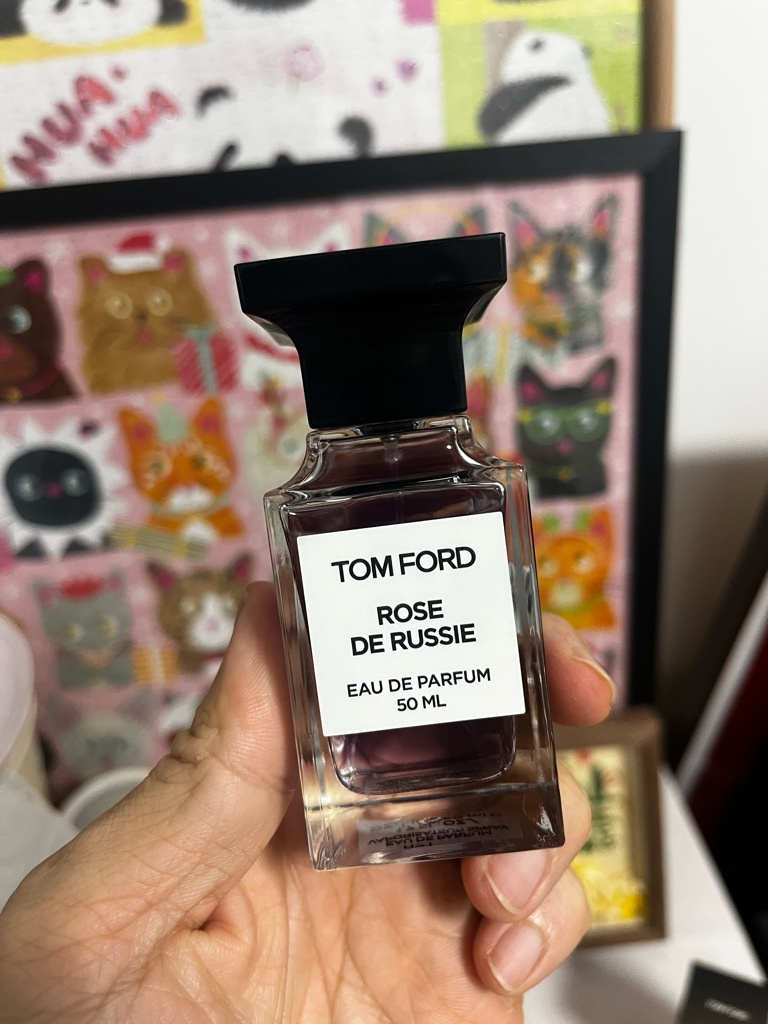 HUA.
HUA
TOM FORD
ROSE
DE RUSSIE
EAU DE PARFUM
50 ML